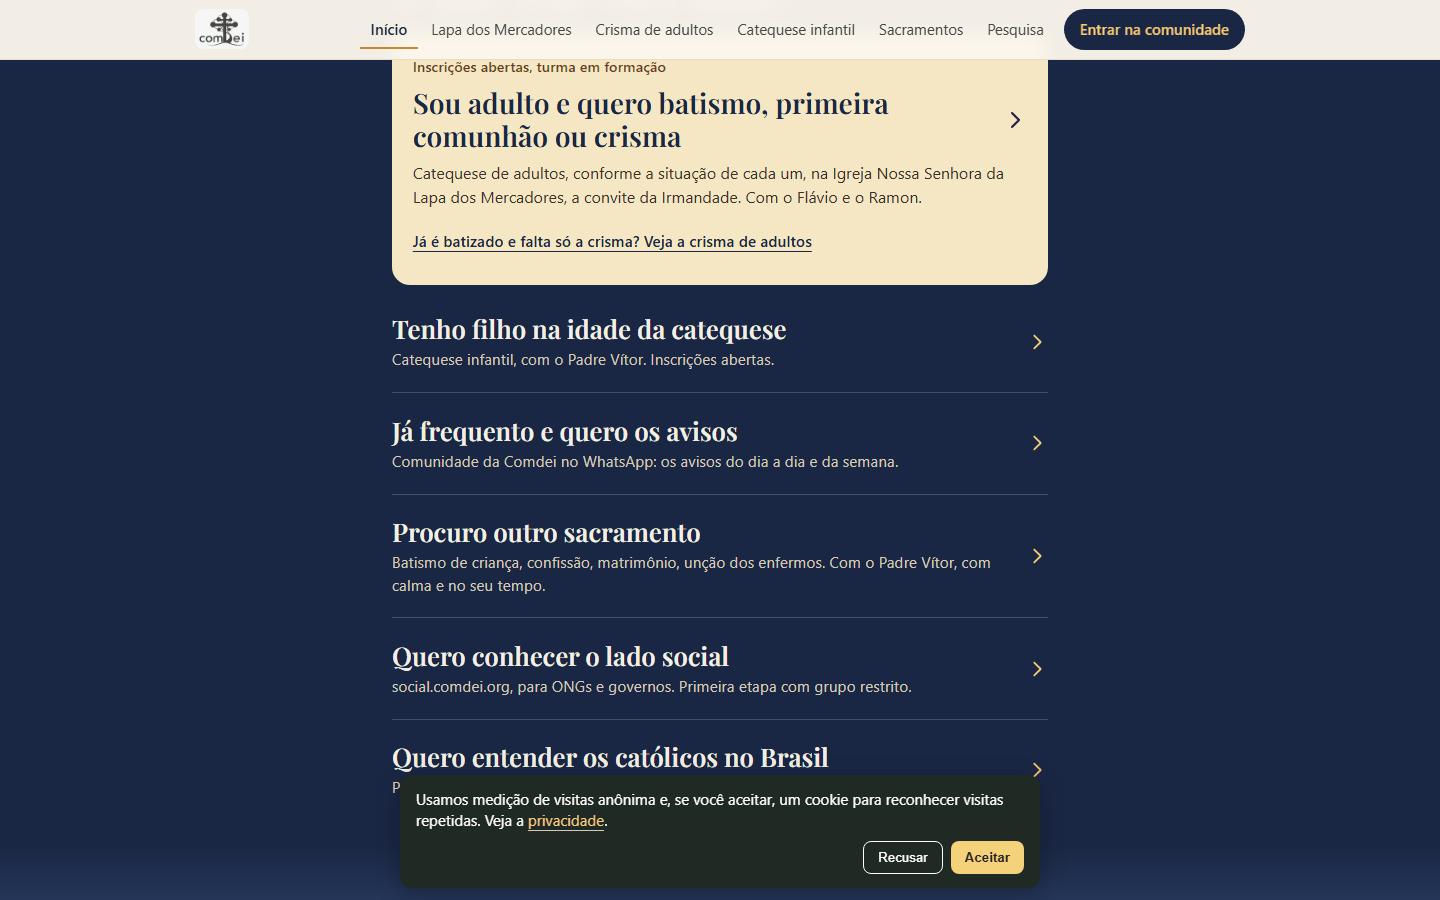 comDei
Início
Lapa dos Mercadores
Crisma de adultos
Catequese infantil
Sacramentos
Pesquisa
Entrar na comunidade
Inscrições abertas, turma em formação
Sou adulto e quero batismo, primeira
comunhão ou crisma
Catequese de adultos, conforme a situação de cada um, na Igreja Nossa Senhora da
Lapa dos Mercadores, a convite da Irmandade. Com o Flávio e o Ramon.
Já é batizado e falta só a crisma? Veja a crisma de adultos
Tenho filho na idade da catequese
Catequese infantil, com o Padre Vítor. Inscrições abertas.
Já frequento e quero os avisos
Comunidade da Comdei no WhatsApp: os avisos do dia a dia e da semana.
Procuro outro sacramento
Batismo de criança, confissão, matrimônio, unção dos enfermos. Com o Padre Vítor, com
calma e no seu tempo.
Quero conhecer o lado social
social.comdei.org, para ONGs e governos. Primeira etapa com grupo restrito.
Quero entender os católicos no Brasil
Usamos medição de visitas anônima e, se você aceitar, um cookie para reconhecer visitas
repetidas. Veja a privacidade.
Recusar
Aceitar